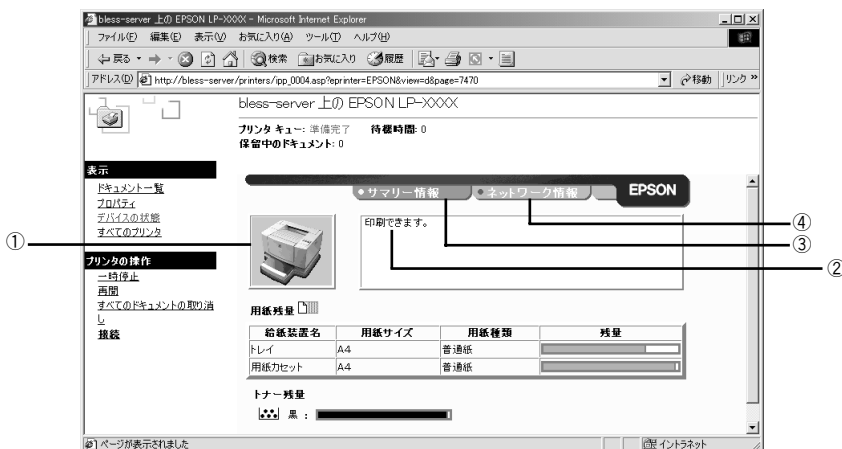 bless-server 上の EPSON LP-XXXX - Microsoft Internet Explorer
ファイル(F) 編集(E) 表示(V) お気に入り(A) ツール(T) ヘルプ(H)
戻る 検索 お気に入り 履歴
アドレス(D) http://bless-server/printers/ipp_0004.asp?eprinter=EPSON&view=d&page=7470 移動 リンク »
bless-server 上の EPSON LP-XXXX
プリンタ キュー: 準備完了 待機時間: 0
保留中のドキュメント: 0
表示
ドキュメント一覧
プロパティ
デバイスの状態
すべてのプリンタ
プリンタの操作
一時停止
再開
すべてのドキュメントの取り消
し
接続
サマリー情報 ネットワーク情報 EPSON
印刷できます。
①
④
③
②
用紙残量
給紙装置名 用紙サイズ 用紙種類 残量
トレイ A4 普通紙
用紙カセット A4 普通紙
トナー残量
黒 :
ページが表示されました イントラネット